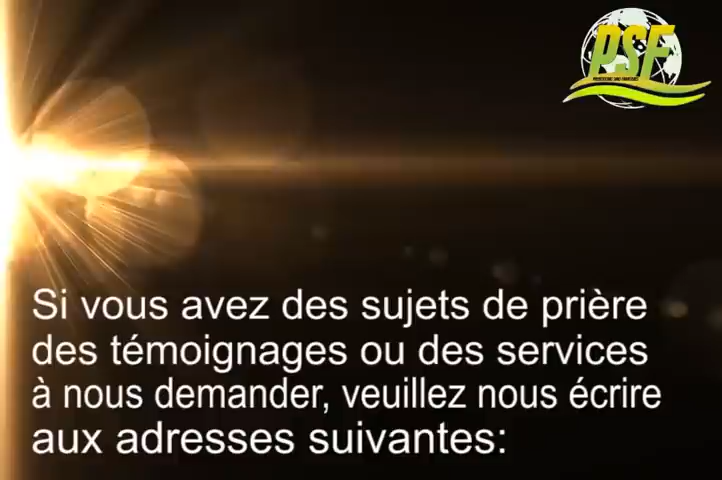 PSF
Si vous avez des sujets de prière
des témoignages ou des services
à nous demander, veuillez nous écrire
aux adresses suivantes: